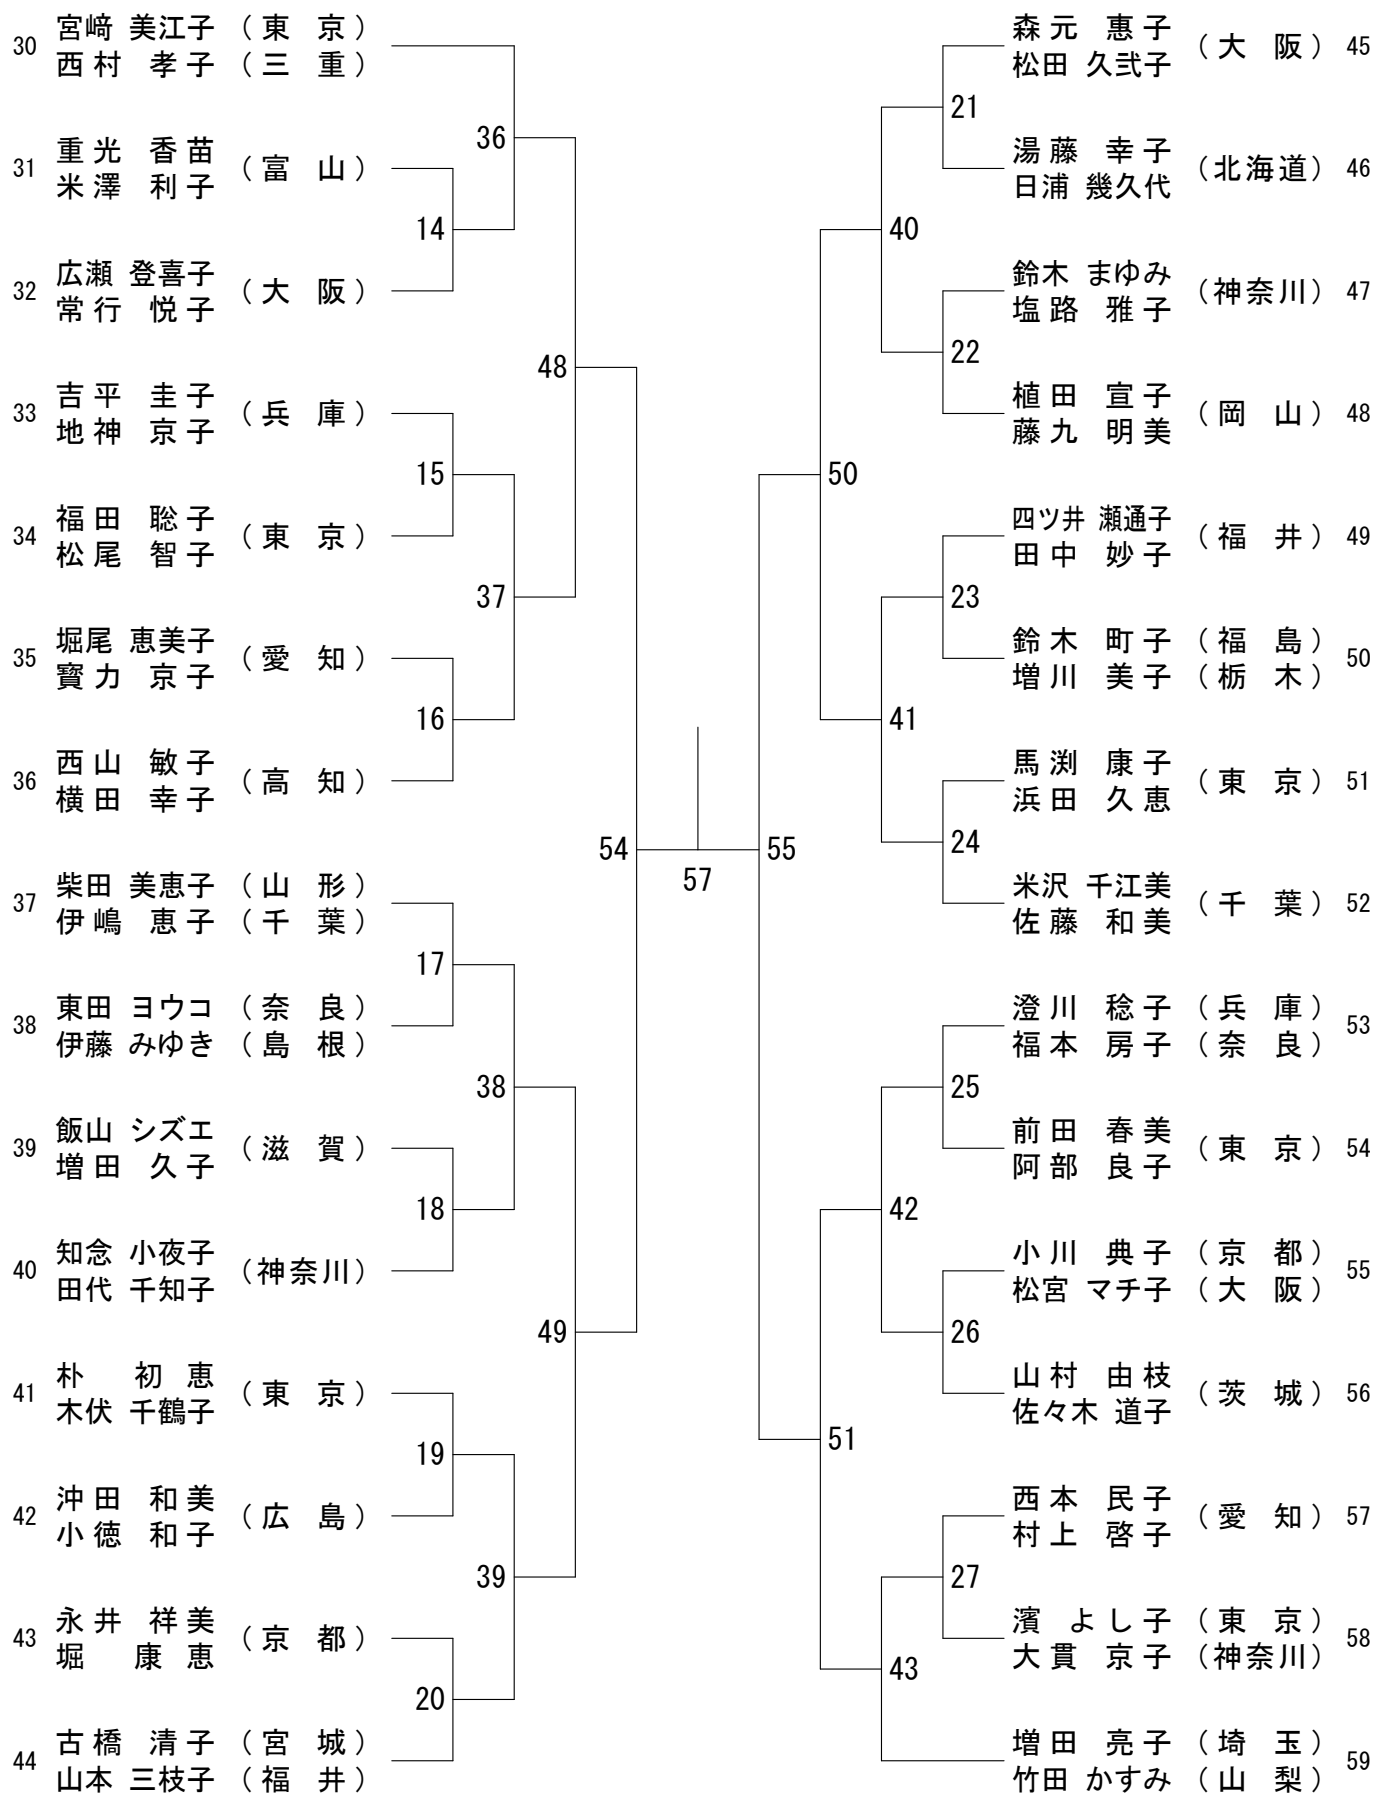 30 宮﨑 美江子 (東 京)
西村 孝子 (三 重)
31 重光 香苗 (富 山)
米澤 利子
32 広瀬 登喜子 (大 阪)
常行 悦子
33 吉平 圭子 (兵 庫)
地神 京子
34 福田 聡子 (東 京)
松尾 智子
35 堀尾 恵美子 (愛 知)
寳力 京子
36 西山 敏子 (高 知)
横田 幸子
37 柴田 美恵子 (山 形)
伊嶋 恵子 (千 葉)
38 東田 ヨウコ (奈 良)
伊藤 みゆき (島 根)
39 飯山 シズエ (滋 賀)
増田 久子
40 知念 小夜子 (神奈川)
田代 千知子
41 朴 初恵 (東 京)
木伏 千鶴子
42 沖田 和美 (広 島)
小徳 和子
43 永井 祥美 (京 都)
堀 康恵
44 古橋 清子 (宮 城)
山本 三枝子 (福 井)
14
15
16
17
18
19
20
36
37
38
39
48
49
54
57
55
50
51
40
41
42
43
21
22
23
24
25
26
27
森元 惠子 (大 阪) 45
松田 久弐子
湯藤 幸子 (北海道) 46
日浦 幾久代
鈴木 まゆみ (神奈川) 47
塩路 雅子
植田 宣子 (岡 山) 48
藤九 明美
四ツ井 瀬通子 (福 井) 49
田中 妙子
鈴木 町子 (福 島) 50
増川 美子 (栃 木)
馬渕 康子 (東 京) 51
浜田 久恵
米沢 千江美 (千 葉) 52
佐藤 和美
澄川 稔子 (兵 庫) 53
福本 房子 (奈 良)
前田 春美 (東 京) 54
阿部 良子
小川 典子 (京 都) 55
松宮 マチ子 (大 阪)
山村 由枝 (茨 城) 56
佐々木 道子
西本 民子 (愛 知) 57
村上 啓子
濱 よし子 (東 京) 58
大貫 京子 (神奈川)
増田 亮子 (埼 玉) 59
竹田 かすみ (山 梨)